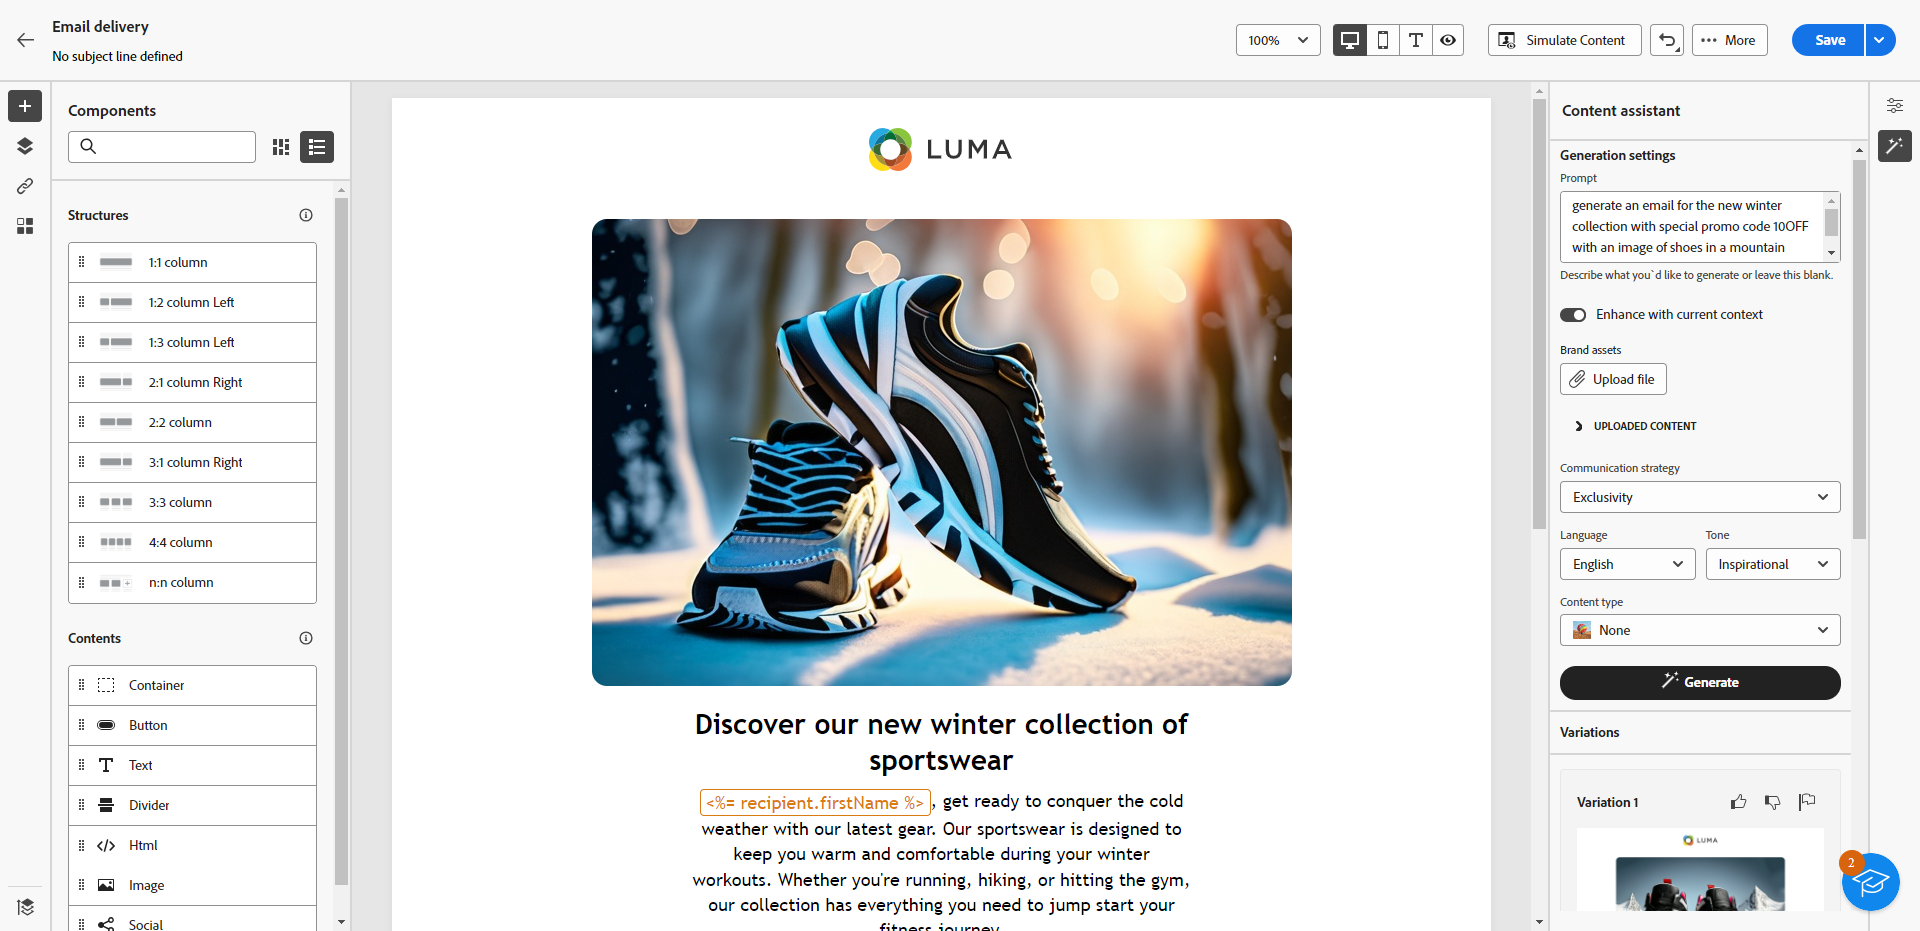 Email delivery
No subject line defined
100%
Simulate Content
More
Save
Components
Structures
1:1 column
1:2 column Left
1:3 column Left
2:1 column Right
2:2 column
3:1 column Right
3:3 column
4:4 column
n:n column
Contents
Container
Button
Text
Divider
Html
Image
Social
LUMA
Discover our new winter collection of
sportswear
<%= recipient.firstName %>, get ready to conquer the cold
weather with our latest gear. Our sportswear is designed to
keep you warm and comfortable during your winter
workouts. Whether you're running, hiking, or hitting the gym,
our collection has everything you need to jump start your
fitness journey.
Content assistant
Generation settings
Prompt
generate an email for the new winter
collection with special promo code 10OFF
with an image of shoes in a mountain
Describe what you`d like to generate or leave this blank.
Enhance with current context
Brand assets
Upload file
UPLOADED CONTENT
Communication strategy
Exclusivity
Language
Tone
English
Inspirational
Content type
None
Generate
Variations
Variation 1
LUMA
2